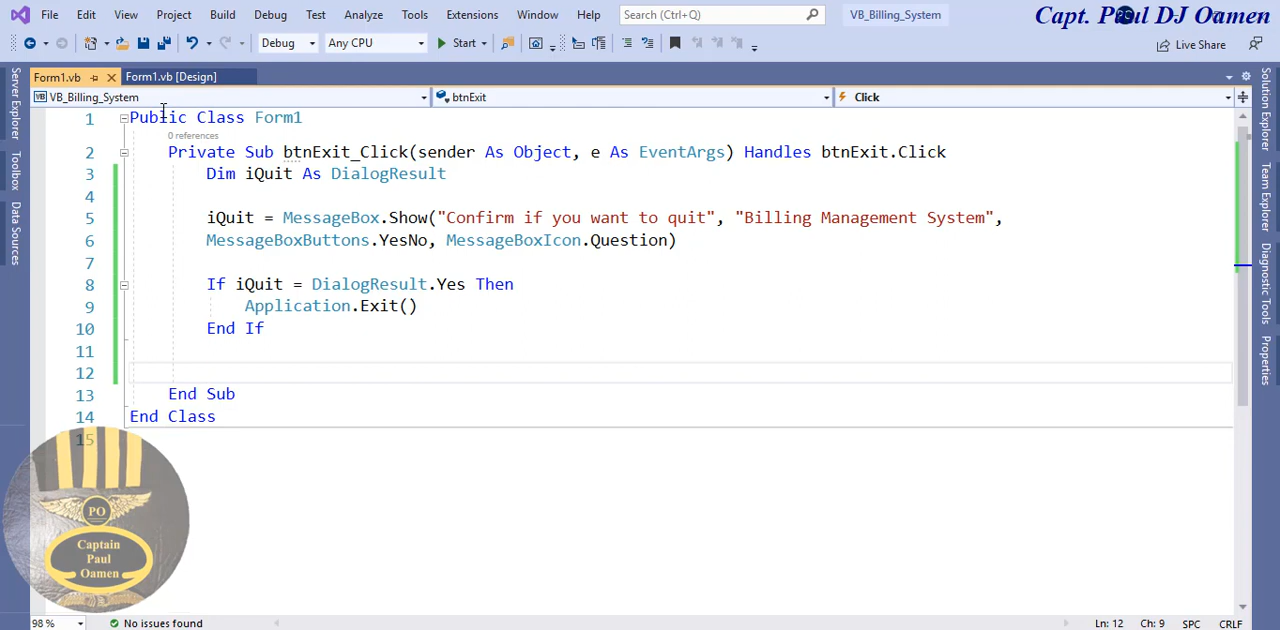 File Edit View Project Build Debug Test Analyze Tools Extensions Window Help Search (Ctrl+Q) VB_Billing_System
Capt. Paul DJ Oamen
Debug Any CPU Start Live Share
Form1.vb Form1.vb [Design]
VB_Billing_System btnExit Click
Server Explorer
Toolbox
Data Sources
1 Public Class Form1
0 references
2 Private Sub btnExit_Click(sender As Object, e As EventArgs) Handles btnExit.Click
3 Dim iQuit As DialogResult
4
5 iQuit = MessageBox.Show("Confirm if you want to quit", "Billing Management System",
6 MessageBoxButtons.YesNo, MessageBoxIcon.Question)
7
8 If iQuit = DialogResult.Yes Then
9 Application.Exit()
10 End If
11
12
13 End Sub
14 End Class
15
Solution Explorer
Team Explorer
Diagnostic Tools
Properties
PO
Captain
Paul
Oamen
98 % No issues found Ln: 12 Ch: 9 SPC CRLF